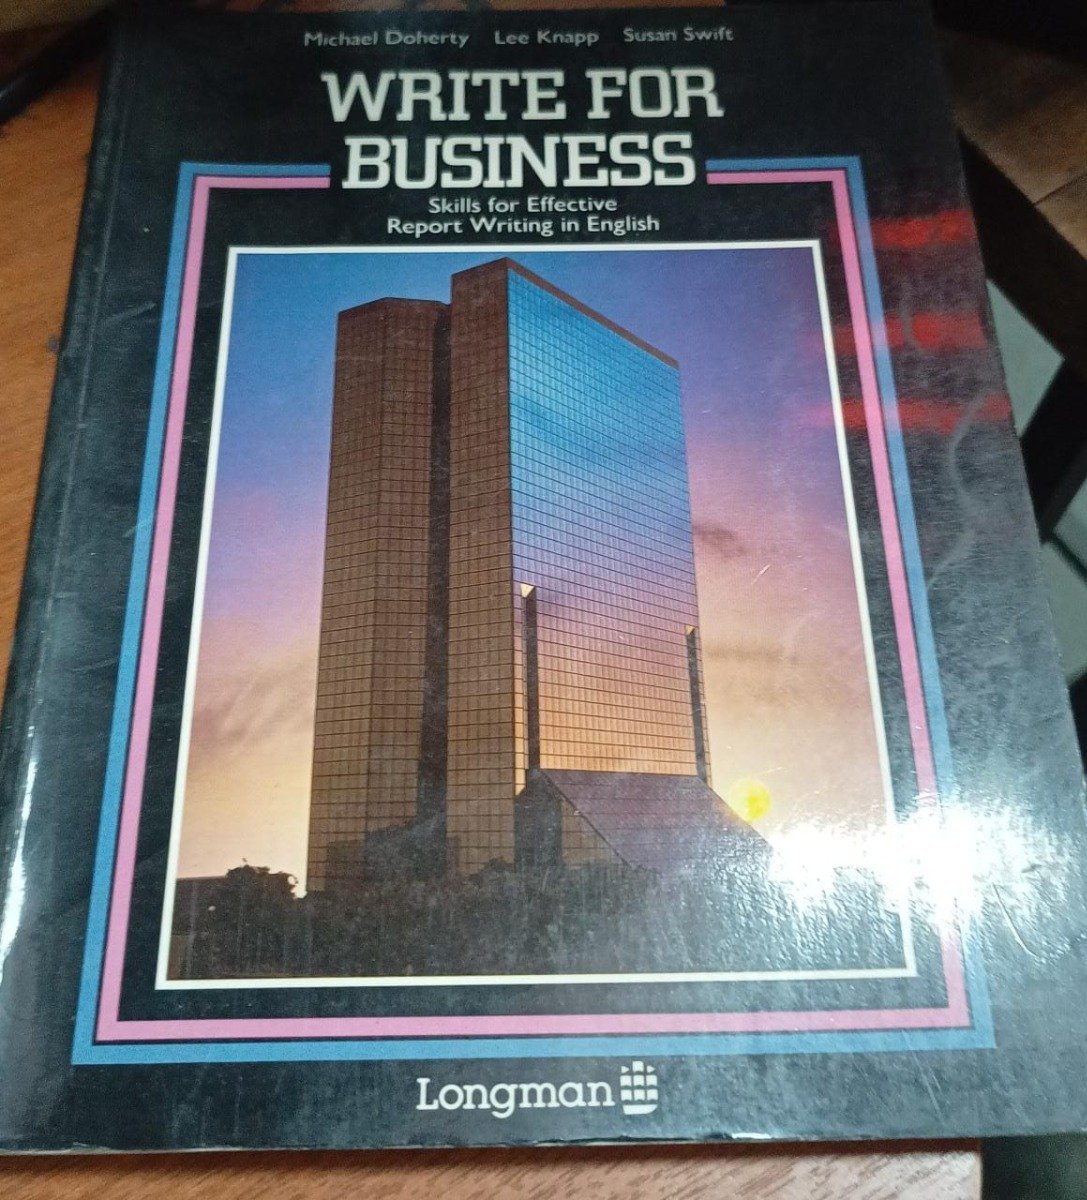 Michael Doherty Lee Knapp Susan Swift
WRITE FOR
BUSINESS
Skills for Effective
Report Writing in English
Longman